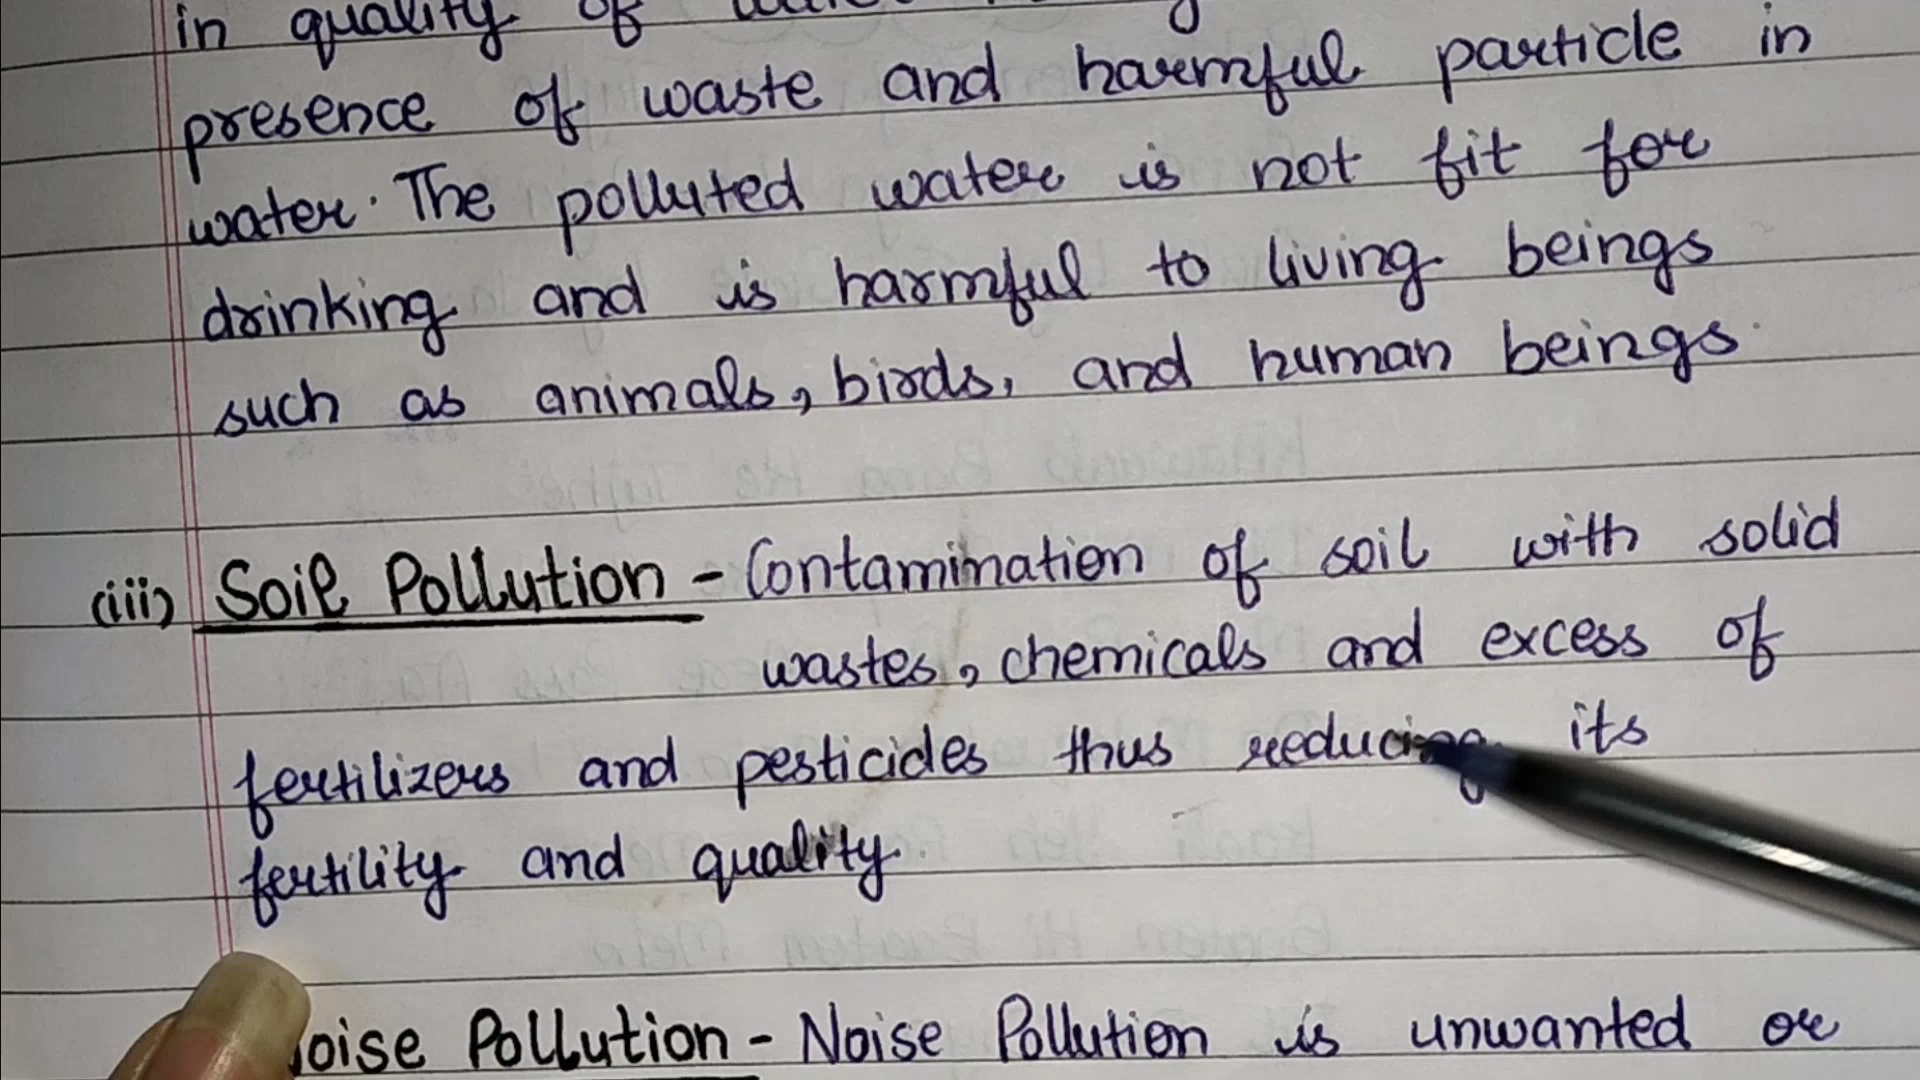 in quality of
presence of waste and harmful particle in
water. The polluted water is not fit for
drinking and is harmful to living beings
such as animals, birds, and human beings.
(iii) Soil Pollution - Contamination of soil with solid
wastes, chemicals and excess of
fertilizers and pesticides thus reducing its
fertility and quality.
oise Pollution - Noise Pollution is unwanted or